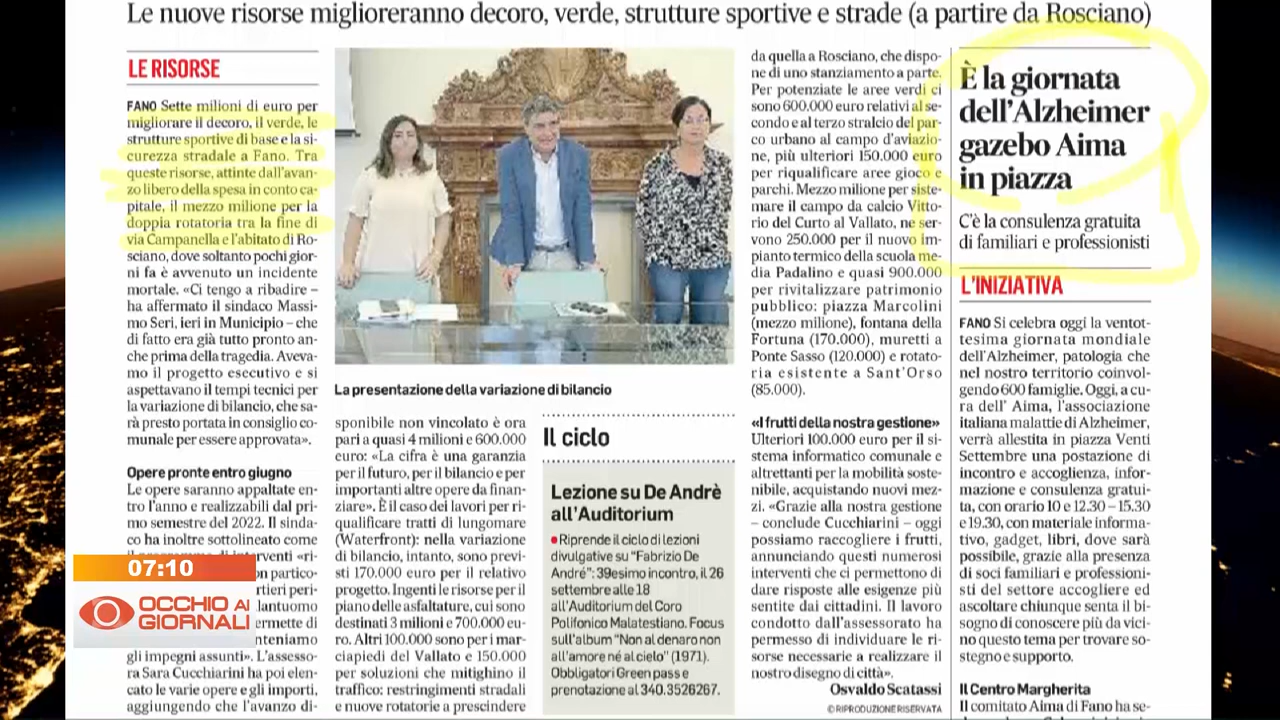 Le nuove risorse miglioreranno decoro, verde, strutture sportive e strade (a partire da Rosciano)
LE RISORSE
FANO Sette milioni di euro per
migliorare il decoro, il verde, le
strutture sportive di base e la si-
curezza stradale a Fano. Tra
queste risorse, attinte dall'avan-
zo libero della spesa in conto ca-
pitale, il mezzo milione per la
doppia rotatoria tra la fine di
via Campanella e l'abitato di Ro-
sciano, dove soltanto pochi gior-
ni fa è avvenuto un incidente
mortale. «Ci tengo a ribadire –
ha affermato il sindaco Massi-
mo Seri, ieri in Municipio – che
di fatto era già tutto pronto an-
che prima della tragedia. Aveva-
mo il progetto esecutivo e si
aspettavano il tempi tecnici per
la variazione di bilancio, che sa-
rà presto portata in consiglio co-
munale per essere approvata».
Opere pronte entro giugno
Le opere saranno appaltate en-
tro l'anno e realizzabili dal pri-
mo semestre del 2022. Il sinda-
co ha inoltre sottolineato come
venti «ri-
on partico-
rtieri peri-
lantuomo
ermette di
nteniamo
gli impegni assunti». L'assesso-
ra Sara Cucchiarini ha poi elen-
cato le varie opere e gli importi,
aggiungendo che l'avanzo di-
La presentazione della variazione di bilancio
sponibile non vincolato è ora
pari a quasi 4 milioni e 600.000
euro: «La cifra è una garanzia
per il futuro, per il bilancio e per
importanti altre opere da finan-
ziare». È il caso dei lavori per ri-
qualificare tratti di lungomare
(Waterfront): nella variazione
di bilancio, intanto, sono previ-
sti 170.000 euro per il relativo
progetto. Ingenti le risorse per il
piano delle asfaltature, cui sono
destinati 3 milioni e 700.000 eu-
ro. Altri 100.000 sono per i mar-
ciapiedi del Vallato e 150.000
per soluzioni che mitighino il
traffico: restringimenti stradali
e nuove rotatorie a prescindere
Il ciclo
Lezione su De Andrè
all'Auditorium
●Riprende il ciclo di lezioni
divulgative su "Fabrizio De
André": 39esimo incontro, il 26
settembre alle 18
all'Auditorium del Coro
Polifonico Malatestiano. Focus
sull'album "Non al denaro non
all'amore né al cielo" (1971).
Obbligatori Green pass e
prenotazione al 340.3526267.
da quella a Rosciano, che dispo-
ne di uno stanziamento a parte.
Per potenziate le aree verdi ci
sono 600.000 euro relativi al se-
condo e al terzo stralcio del par-
co urbano al campo d'aviazio-
ne, più ulteriori 150.000 euro
per riqualificare aree gioco e
parchi. Mezzo milione per siste-
mare il campo da calcio Vitto-
rio del Curto al Vallato, ne ser-
vono 250.000 per il nuovo im-
pianto termico della scuola me-
dia Padalino e quasi 900.000
per rivitalizzare patrimonio
pubblico: piazza Marcolini
(mezzo milione), fontana della
Fortuna (170.000), muretti a
Ponte Sasso (120.000) e rotato-
ria esistente a Sant'Orso
(85.000).
«I frutti della nostra gestione»
Ulteriori 100.000 euro per il si-
stema informatico comunale e
altrettanti per la mobilità soste-
nibile, acquistando nuovi mez-
zi. «Grazie alla nostra gestione
– conclude Cucchiarini – oggi
possiamo raccogliere i frutti,
annunciando questi numerosi
interventi che ci permettono di
dare risposte alle esigenze più
sentite dai cittadini. Il lavoro
condotto dall'assessorato ha
permesso di individuare le ri-
sorse necessarie a realizzare il
nostro disegno di città».
Osvaldo Scatassi
© RIPRODUZIONE RISERVATA
È la giornata
dell'Alzheimer
gazebo Aima
in piazza
C'è la consulenza gratuita
di familiari e professionisti
L'INIZIATIVA
FANO Si celebra oggi la ventot-
tesima giornata mondiale
dell'Alzheimer, patologia che
nel nostro territorio coinvol-
gendo 600 famiglie. Oggi, a cu-
ra dell' Aima, l'associazione
italiana malattie di Alzheimer,
verrà allestita in piazza Venti
Settembre una postazione di
incontro e accoglienza, infor-
mazione e consulenza gratui-
ta, con orario 10 e 12.30 – 15.30
e 19.30, con materiale informa-
tivo, gadget, libri, dove sarà
possibile, grazie alla presenza
di soci familiari e professioni-
sti del settore accogliere ed
ascoltare chiunque senta il bi-
sogno di conoscere più da vici-
no questo tema per trovare so-
stegno e supporto.
Il Centro Margherita
Il comitato Aima di Fano ha se-
07:10
OCCHIO AI
GIORNALI